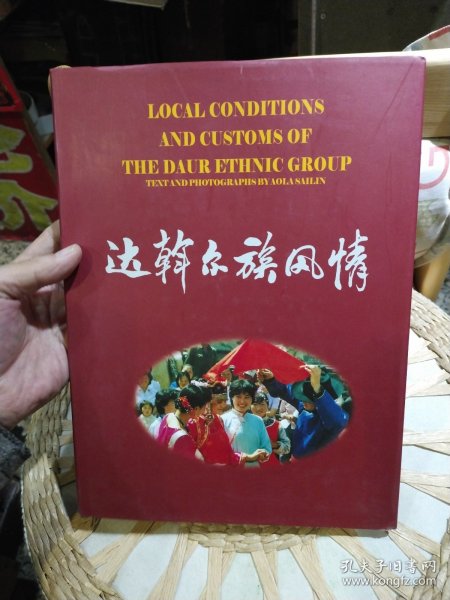 LOCAL CONDITIONS
AND CUSTOMS OF
THE DAUR ETHNIC GROUP
TEXT AND PHOTOGRAPHS BY AOLA SAILIN
达斡尔族风情
孔夫子旧书网
www.kongfz.com